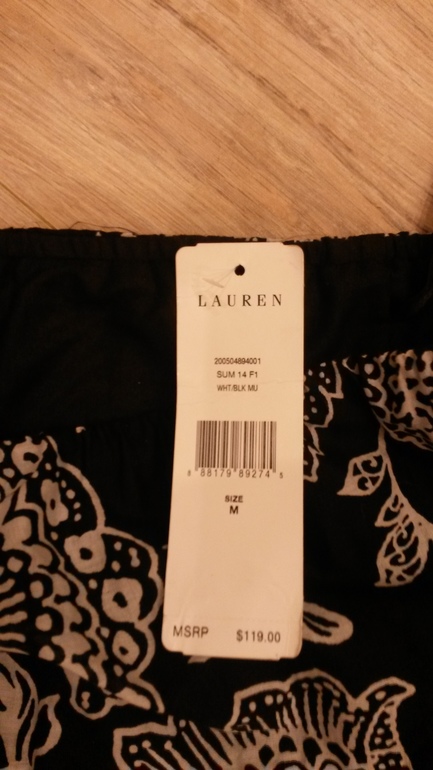 LAUREN
200504894001
SUM 14 F1
WHT/BLK MU
8 88179 89274 5
SIZE
M
MSRP $119.00